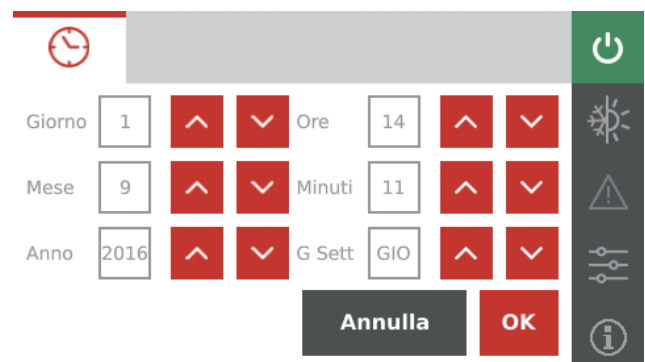 Giorno 1 Ore 14
Mese 9 Minuti 11
Anno 2016 G Sett GIO
Annulla OK